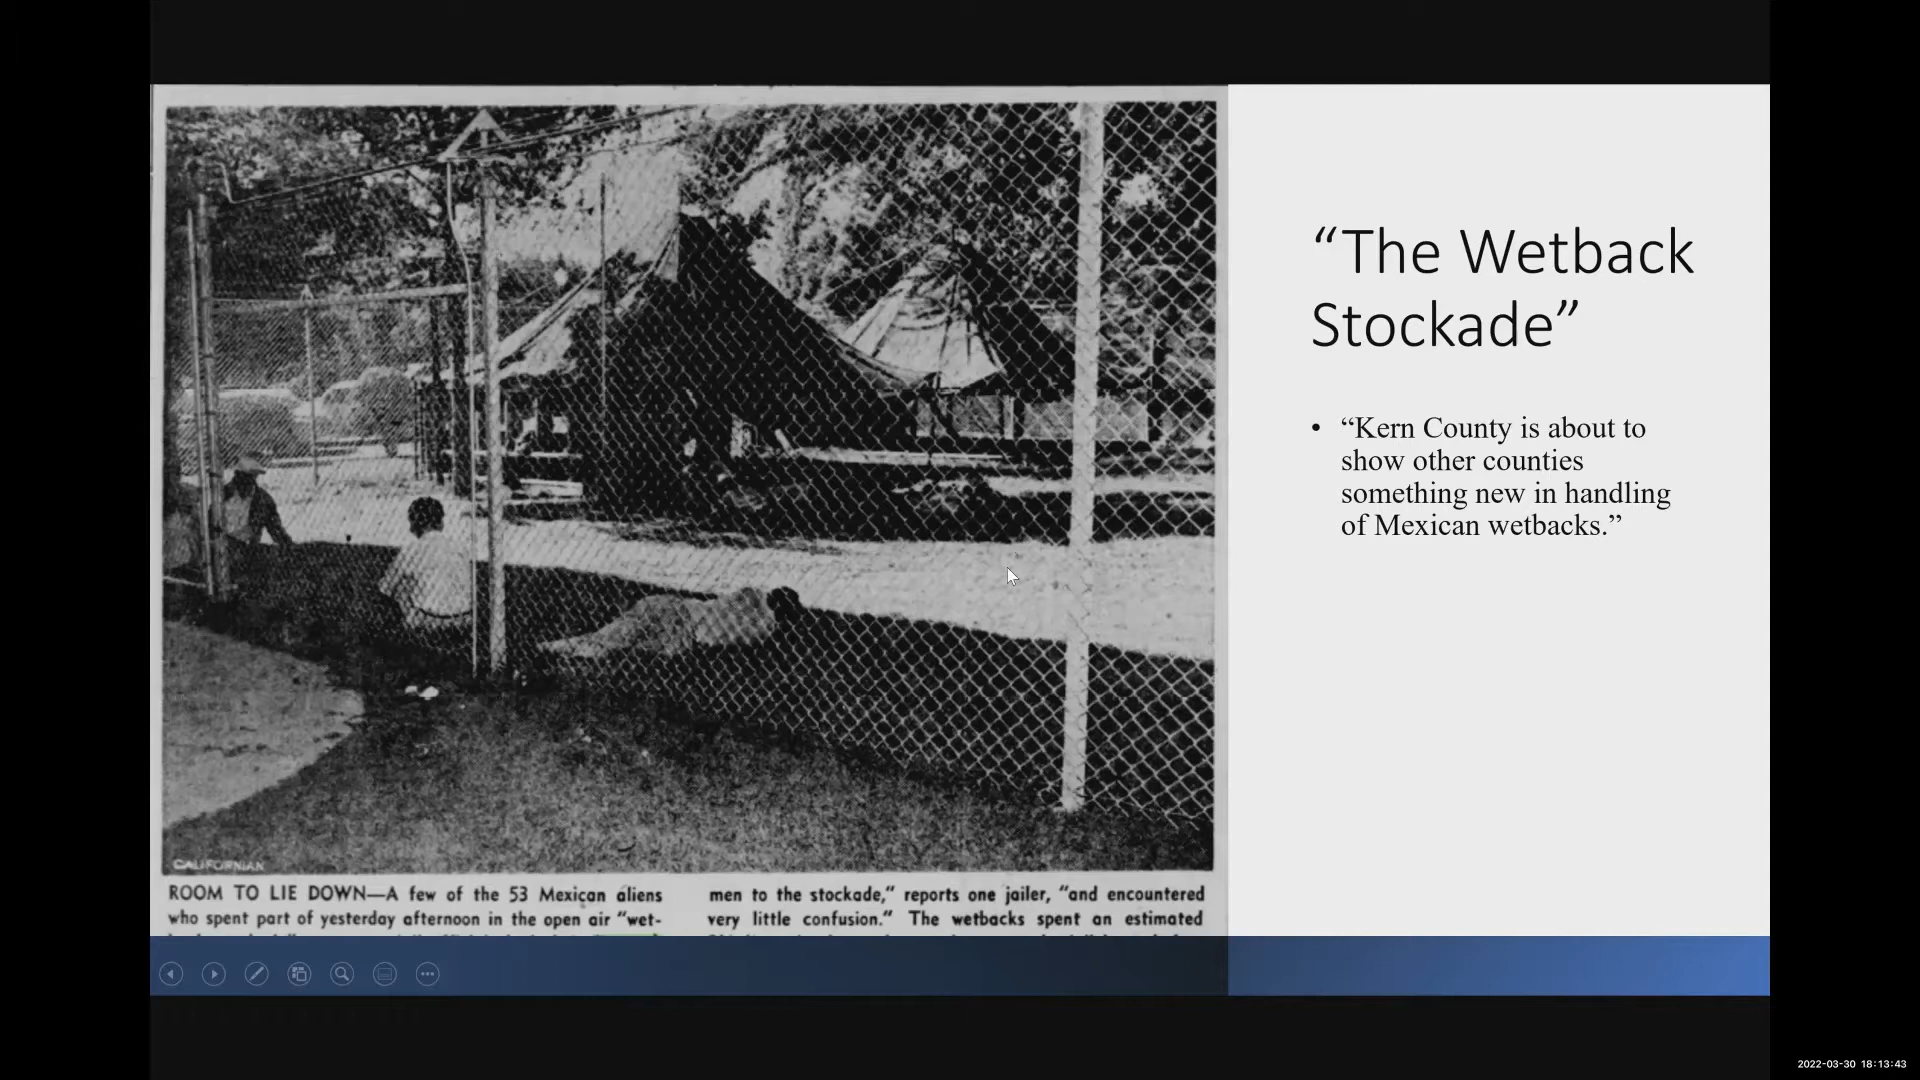 “The Wetback
Stockade”
• “Kern County is about to
show other counties
something new in handling
of Mexican wetbacks.”
CALIFORNIAN
ROOM TO LIE DOWN—A few of the 53 Mexican aliens
who spent part of yesterday afternoon in the open air “wet-
men to the stockade,” reports one jailer, “and encountered
very little confusion.” The wetbacks spent an estimated
2022-03-30 18:13:43